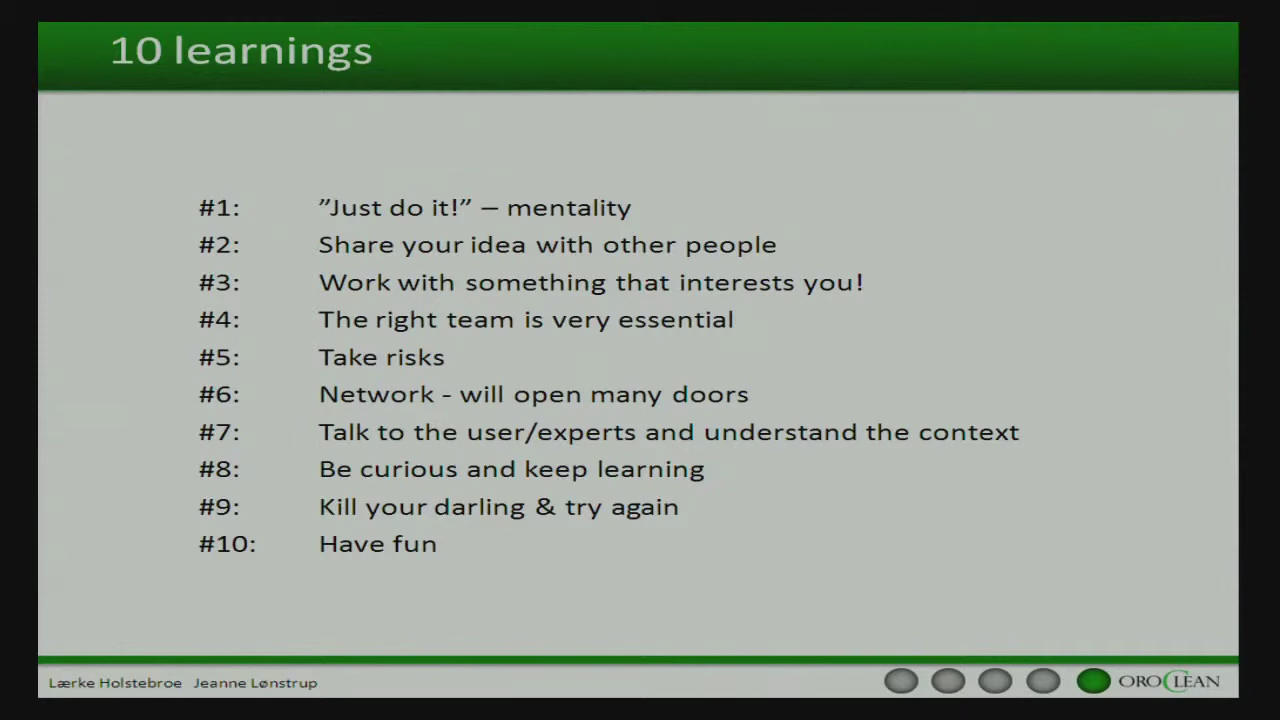 10 learnings
#1: ”Just do it!” – mentality
#2: Share your idea with other people
#3: Work with something that interests you!
#4: The right team is very essential
#5: Take risks
#6: Network - will open many doors
#7: Talk to the user/experts and understand the context
#8: Be curious and keep learning
#9: Kill your darling & try again
#10: Have fun
Lærke Holstebroe Jeanne Lønstrup
OROCLEAN